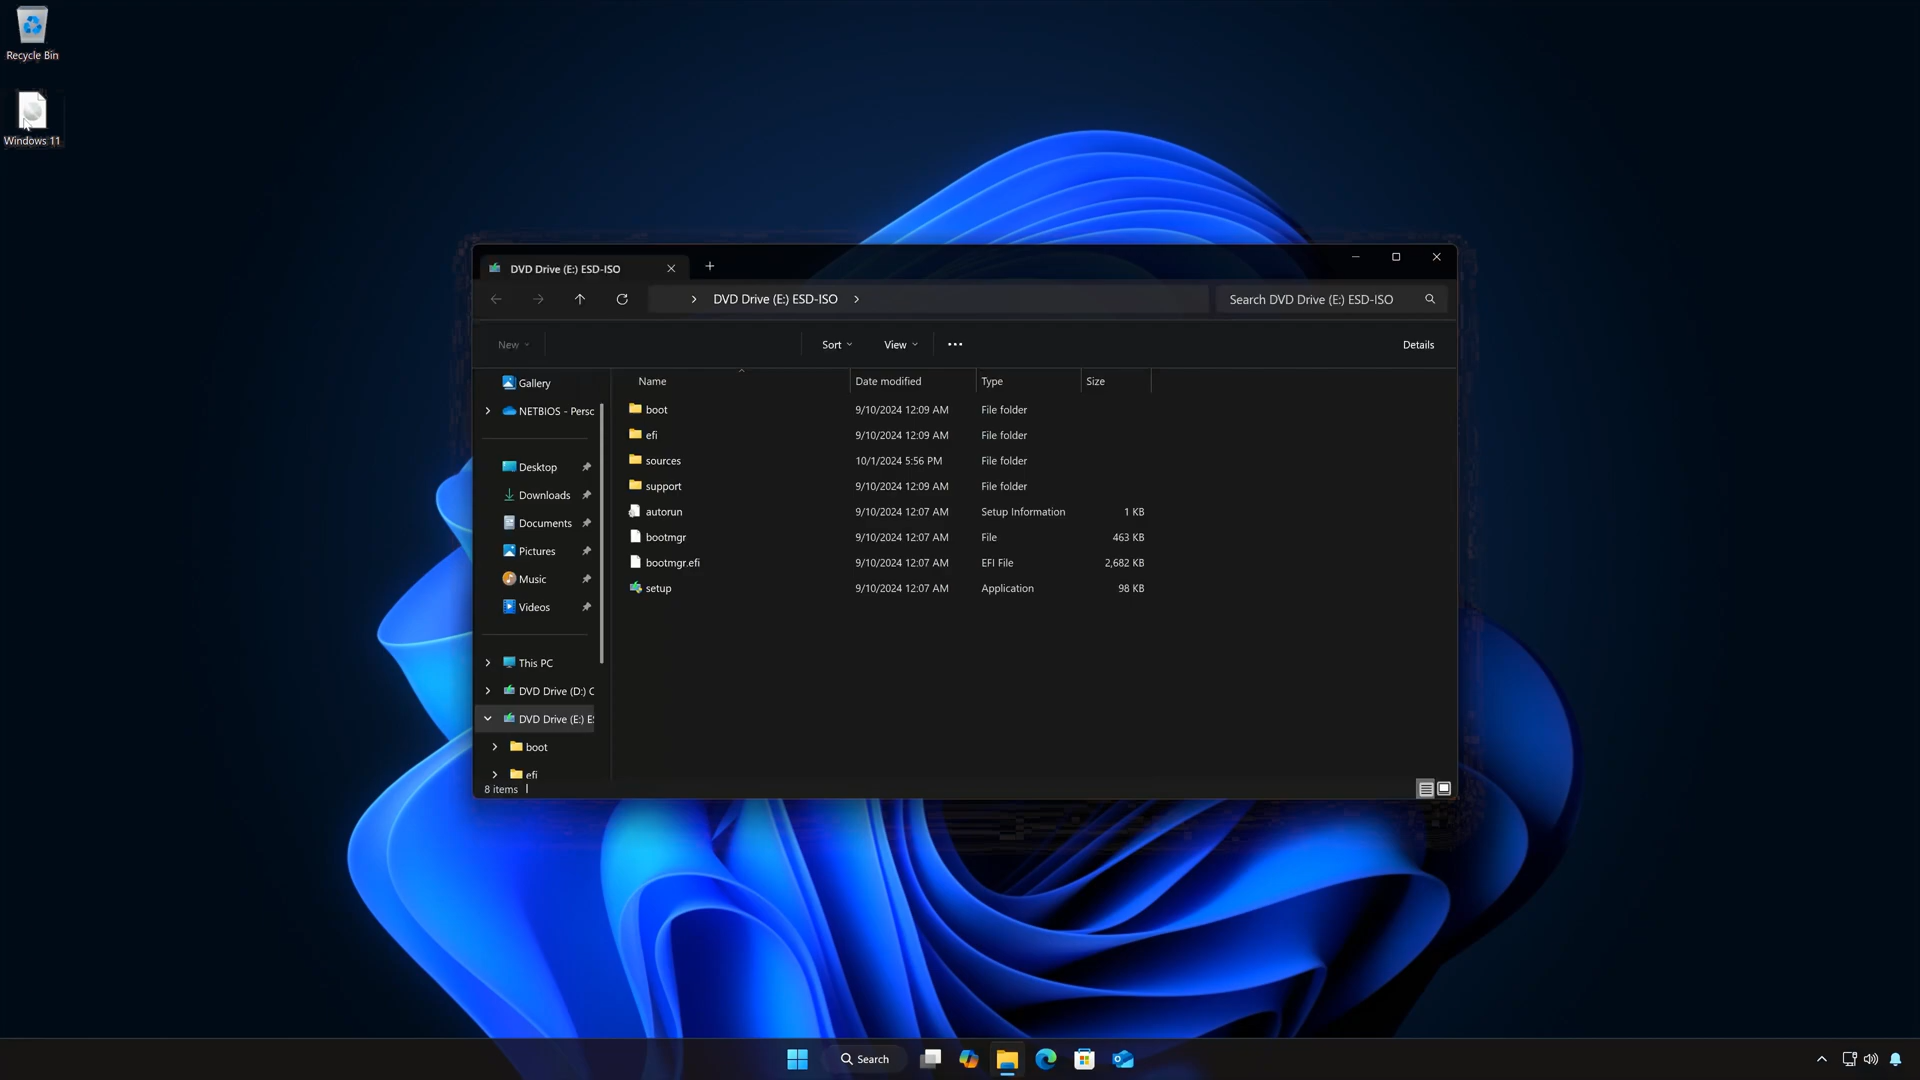 Recycle Bin
Windows 11
DVD Drive (E:) ESD-ISO
DVD Drive (E:) ESD-ISO
Search DVD Drive (E:) ESD-ISO
New
Sort
View
Details
Gallery
NETBIOS - Perso
Desktop
Downloads
Documents
Pictures
Music
Videos
This PC
DVD Drive (D:) C
DVD Drive (E:) ES
boot
efi
Name Date modified Type Size
boot 9/10/2024 12:09 AM File folder
efi 9/10/2024 12:09 AM File folder
sources 10/1/2024 5:56 PM File folder
support 9/10/2024 12:09 AM File folder
autorun 9/10/2024 12:07 AM Setup Information 1 KB
bootmgr 9/10/2024 12:07 AM File 463 KB
bootmgr.efi 9/10/2024 12:07 AM EFI File 2,682 KB
setup 9/10/2024 12:07 AM Application 98 KB
8 items
Search